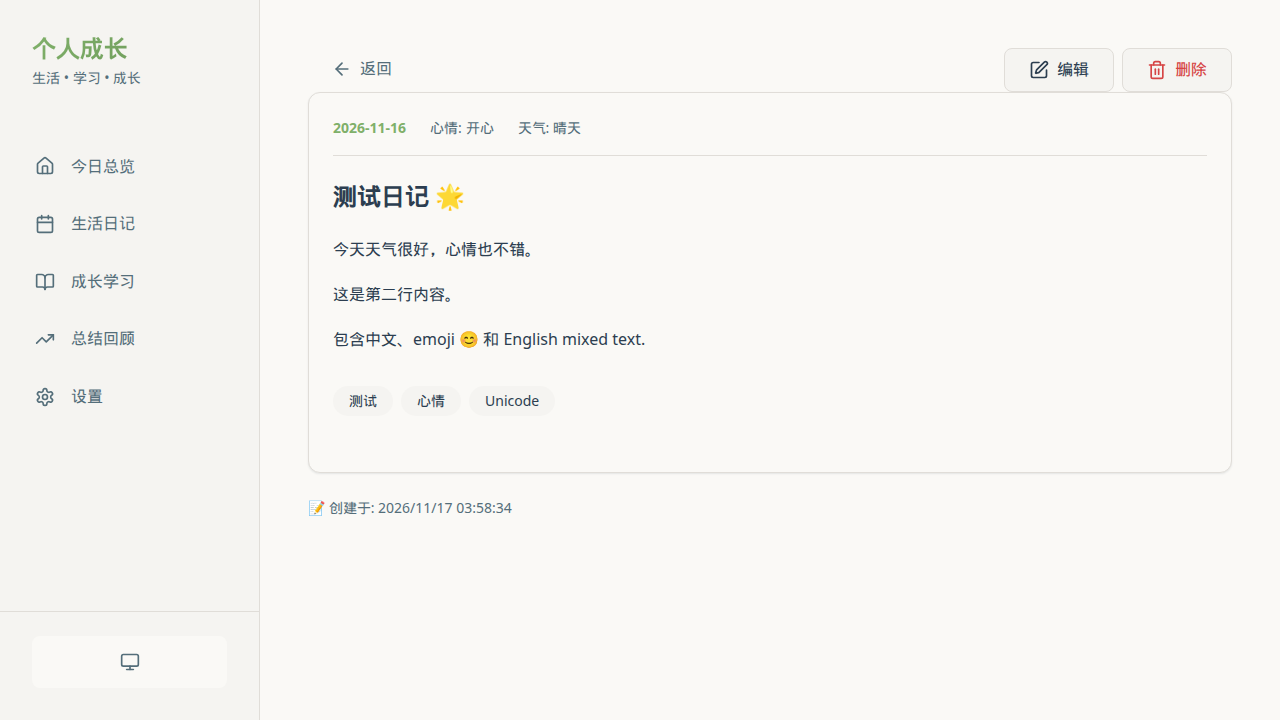 个人成长
生活 • 学习 • 成长
今日总览
生活日记
成长学习
总结回顾
设置
返回
编辑
删除
2026-11-16 心情: 开心 天气: 晴天
测试日记 🌟
今天天气很好，心情也不错。
这是第二行内容。
包含中文、emoji 😊 和 English mixed text.
测试 心情 Unicode
📝 创建于: 2026/11/17 03:58:34